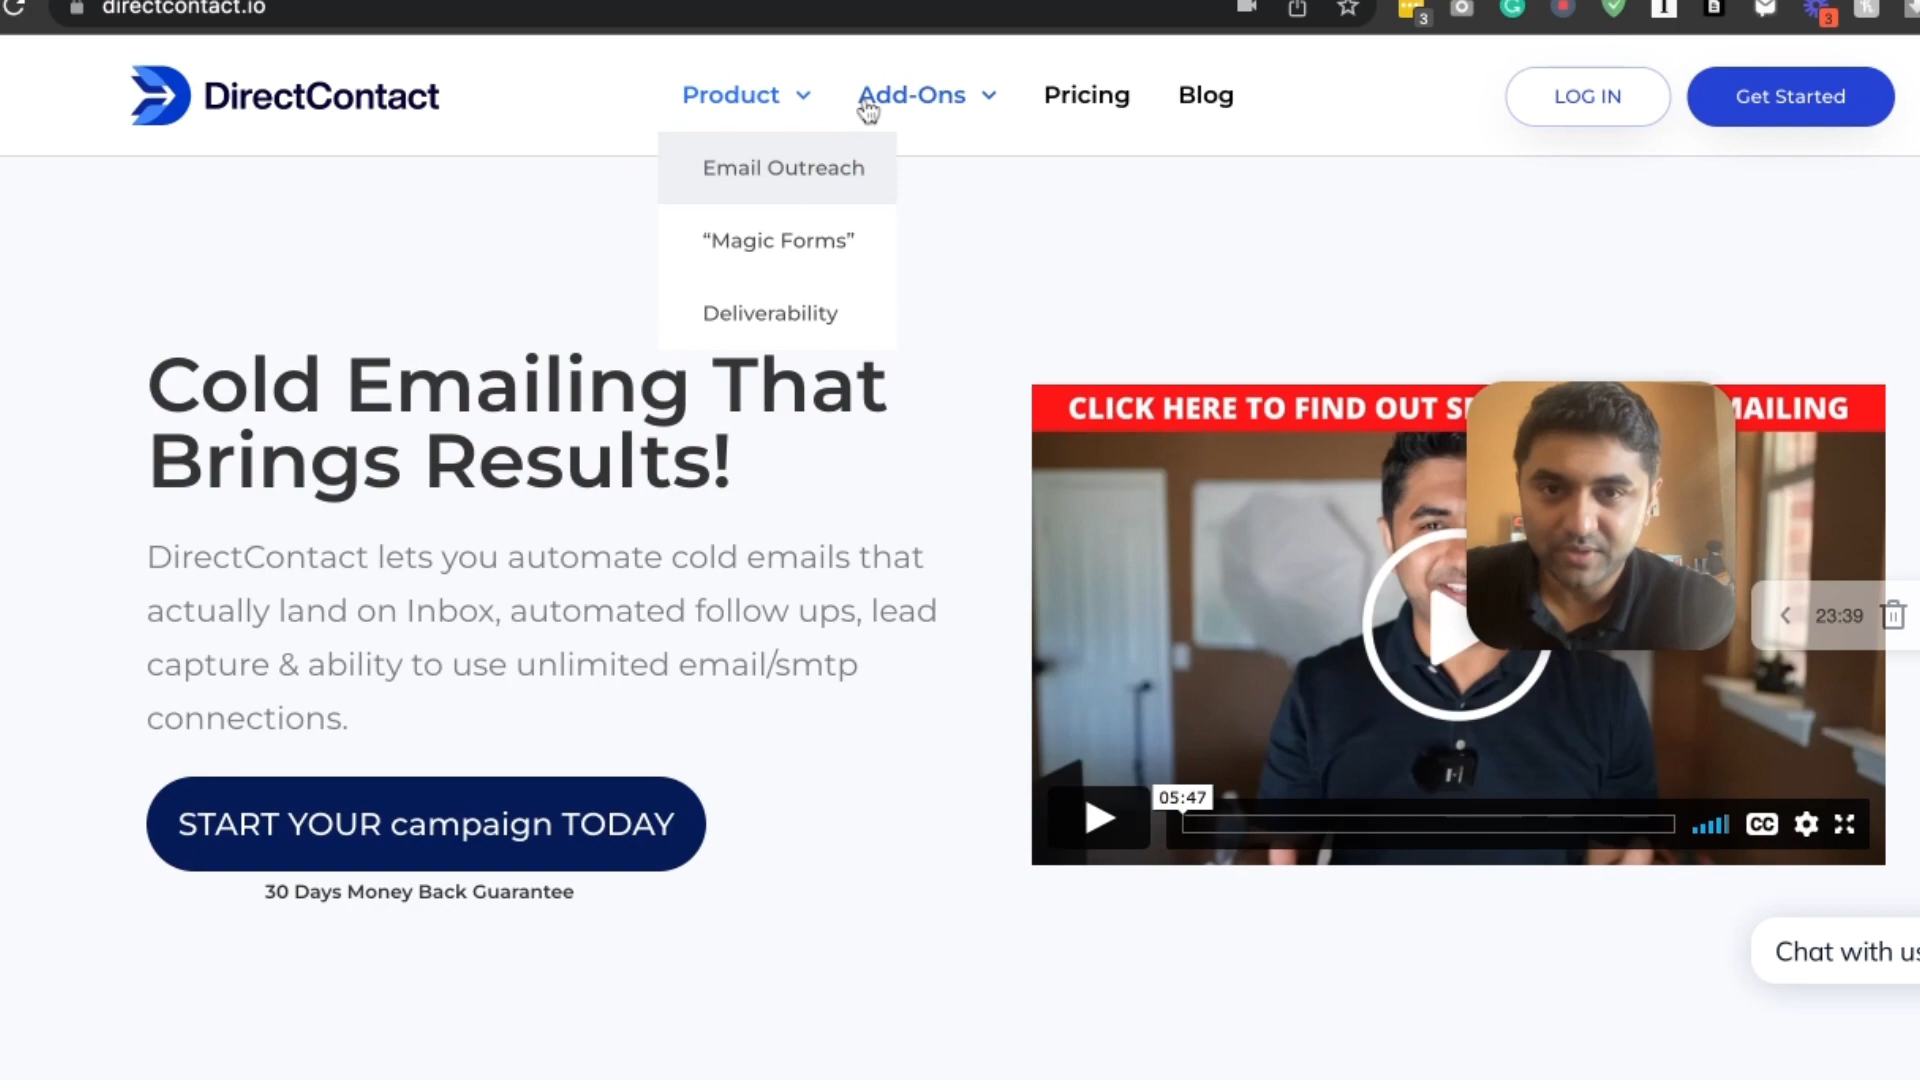 directcontact.io
3
3
DirectContact
Product
Add-Ons
Pricing
Blog
LOG IN
Get Started
Email Outreach
“Magic Forms”
Deliverability
Cold Emailing That
Brings Results!
DirectContact lets you automate cold emails that
actually land on Inbox, automated follow ups, lead
capture & ability to use unlimited email/smtp
connections.
START YOUR campaign TODAY
30 Days Money Back Guarantee
CLICK HERE TO FIND OUT
23:39
05:47
CC
Chat with us